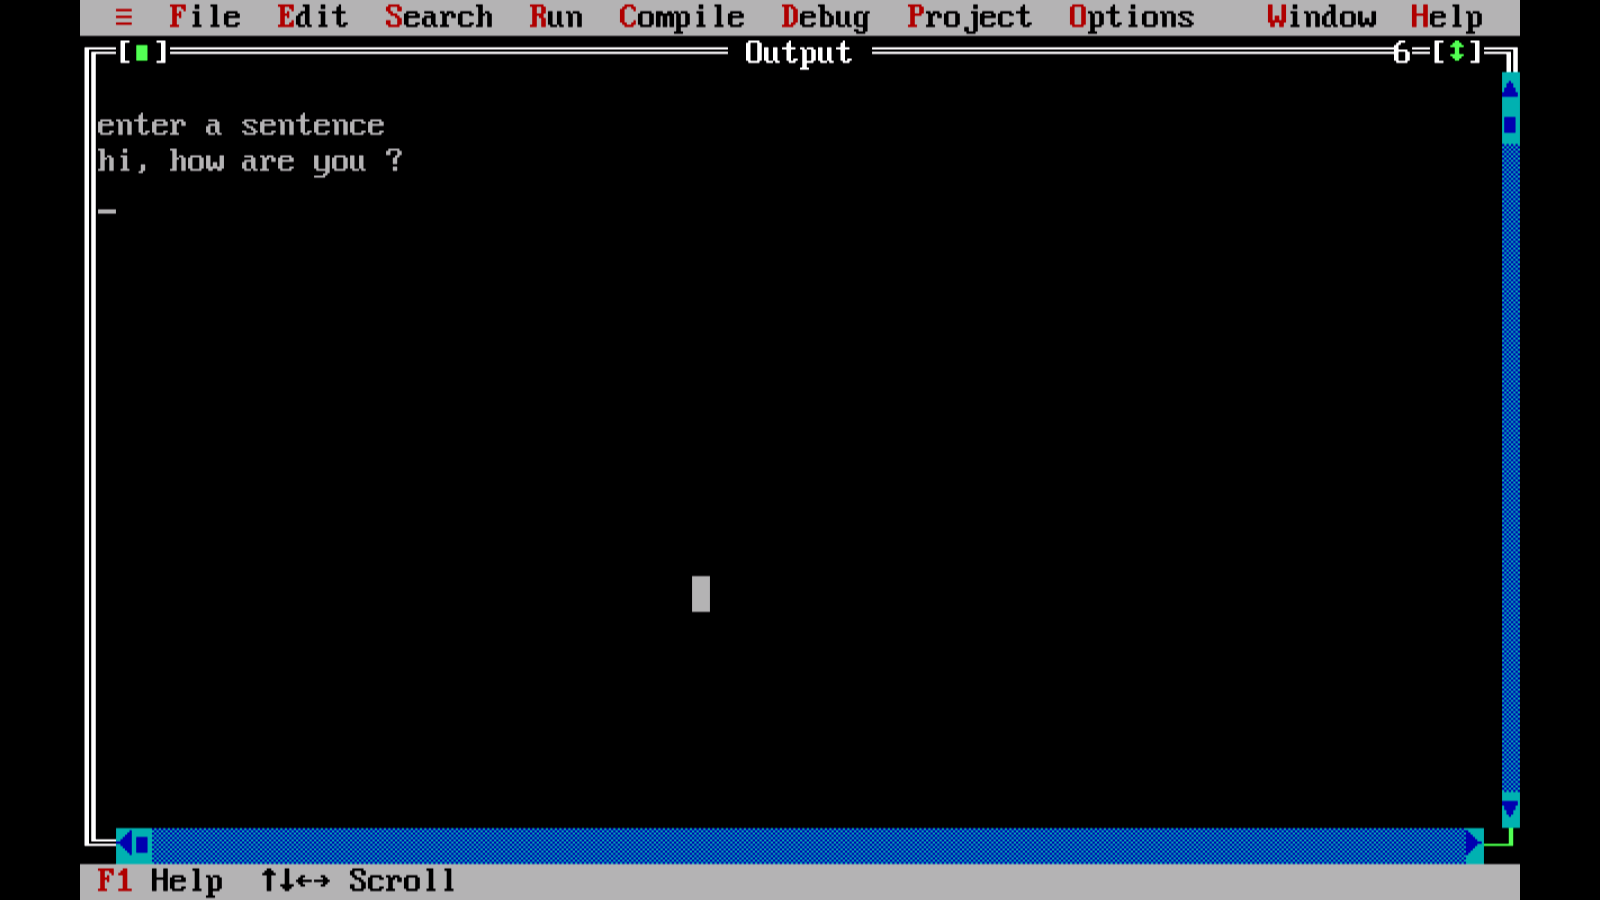 ≡ File Edit Search Run Compile Debug Project Options Window Help
[■] Output 6=[↕]
enter a sentence
hi, how are you ?
_
F1 Help ↑↓←→ Scroll